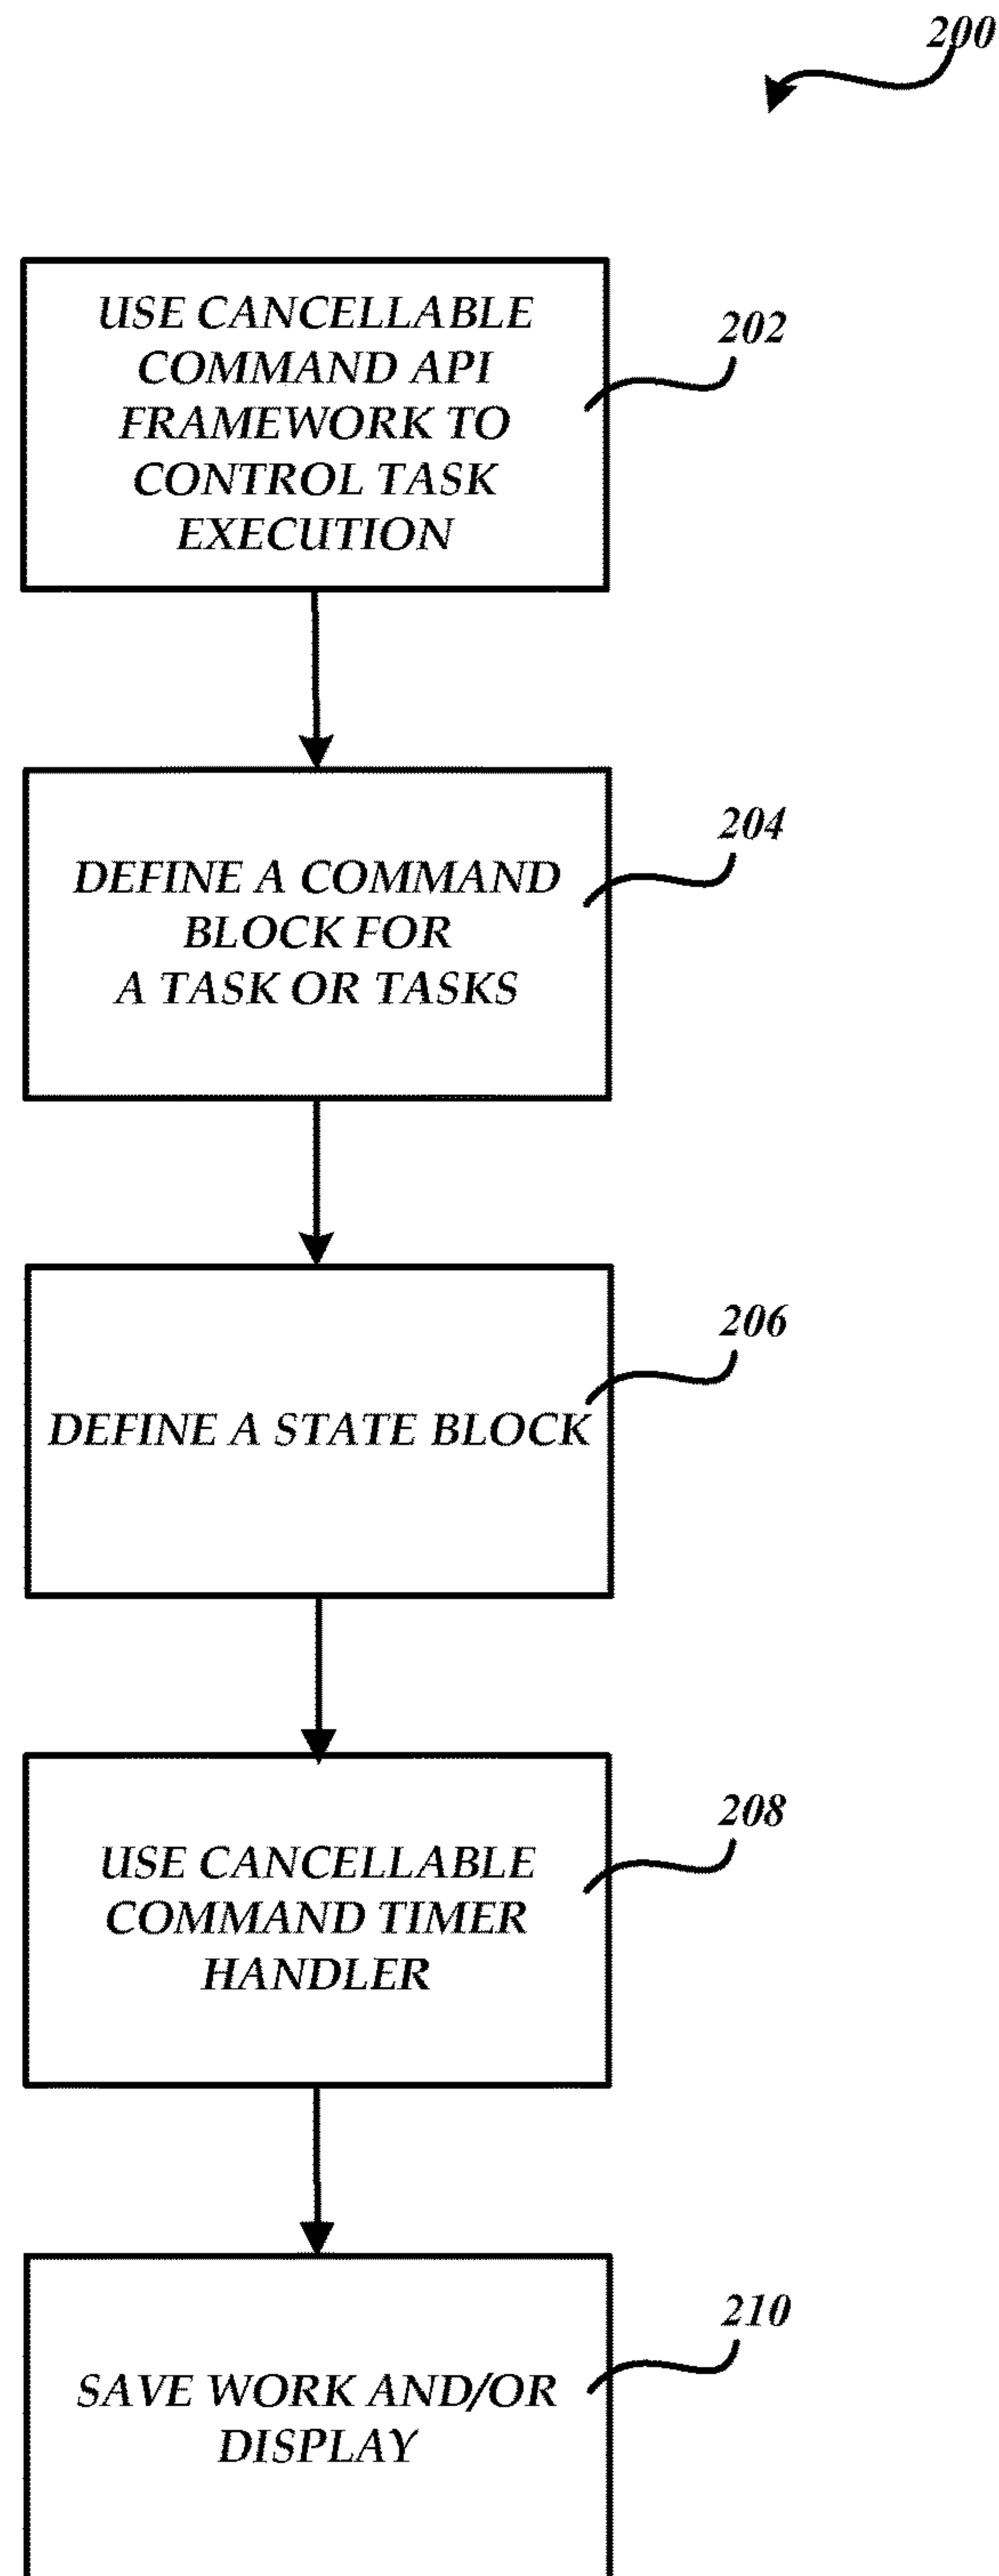 200
USE CANCELLABLE
COMMAND API
FRAMEWORK TO
CONTROL TASK
EXECUTION
202
DEFINE A COMMAND
BLOCK FOR
A TASK OR TASKS
204
DEFINE A STATE BLOCK
206
USE CANCELLABLE
COMMAND TIMER
HANDLER
208
SAVE WORK AND/OR
DISPLAY
210